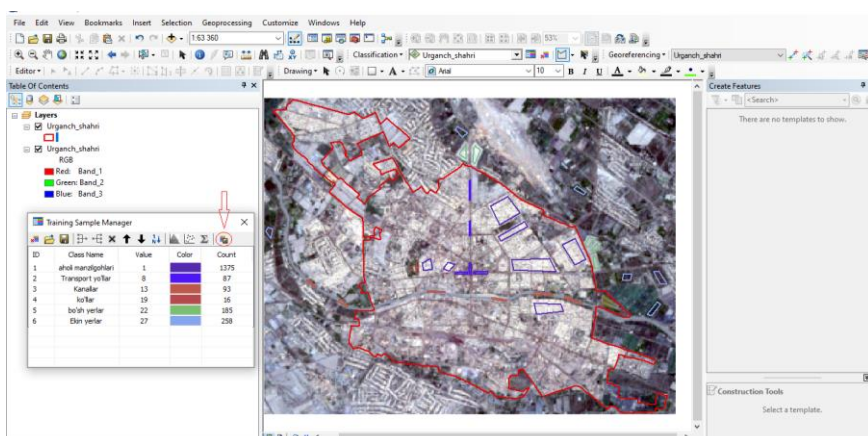 File Edit View Bookmarks Insert Selection Geoprocessing Customize Windows Help
1:63 360
53%
Classification Urganch_shahri
Georeferencing Urganch_shahri
Editor
Drawing
A Arial 10 B I U A
Table Of Contents
Layers
Urganch_shahri
Urganch_shahri
RGB
Red: Band_1
Green: Band_2
Blue: Band_3
Training Sample Manager
ID Class Name Value Color Count
1 aholi manzilgohlari 1 1375
2 Transport yo'llar 8 87
3 Kanallar 13 93
4 ko'llar 19 16
5 bo'sh yerlar 22 185
6 Ekin yerlar 27 258
Create Features
<Search>
There are no templates to show.
Construction Tools
Select a template.